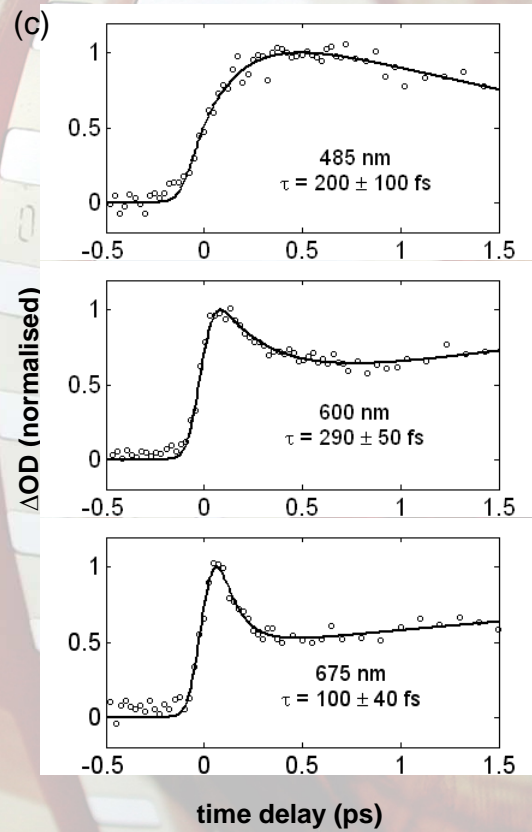 (c)
1
0.5
0
485 nm
τ = 200 ± 100 fs
-0.5 0 0.5 1 1.5
1
0.5
0
600 nm
τ = 290 ± 50 fs
-0.5 0 0.5 1 1.5
1
0.5
0
675 nm
τ = 100 ± 40 fs
-0.5 0 0.5 1 1.5
ΔOD (normalised)
time delay (ps)